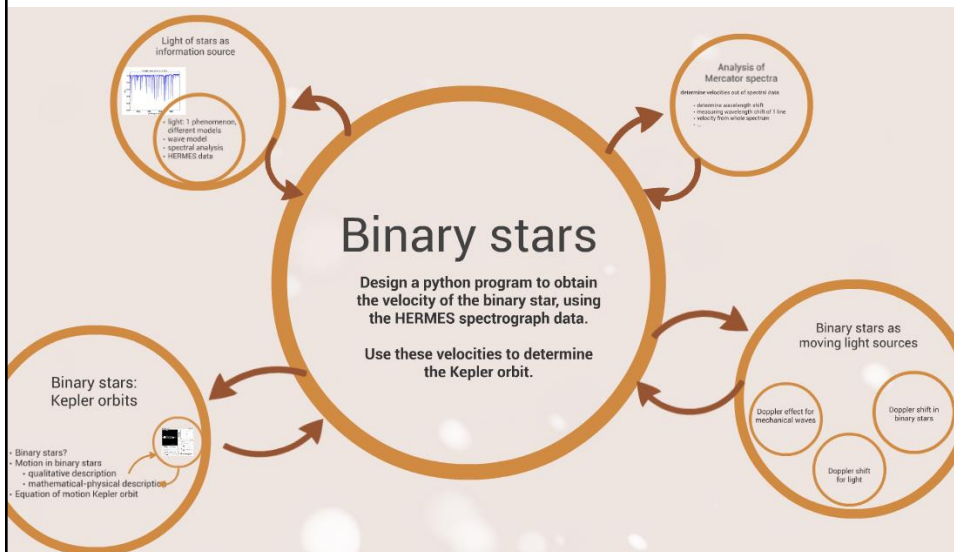 Light of stars as
information source
• light: 1 phenomenon,
different models
• wave model
• spectral analysis
• HERMES data
Analysis of
Mercator spectra
determine velocities out of spectral data
• determine wavelength shift
• measuring wavelength shift of 1 line
• velocity from whole spectrum
• ...
Binary stars
Design a python program to obtain
the velocity of the binary star, using
the HERMES spectrograph data.
Use these velocities to determine
the Kepler orbit.
Binary stars:
Kepler orbits
• Binary stars?
• Motion in binary stars
• qualitative description
• mathematical-physical description
• Equation of motion Kepler orbit
Binary stars as
moving light sources
Doppler effect for
mechanical waves
Doppler shift in
binary stars
Doppler shift
for light